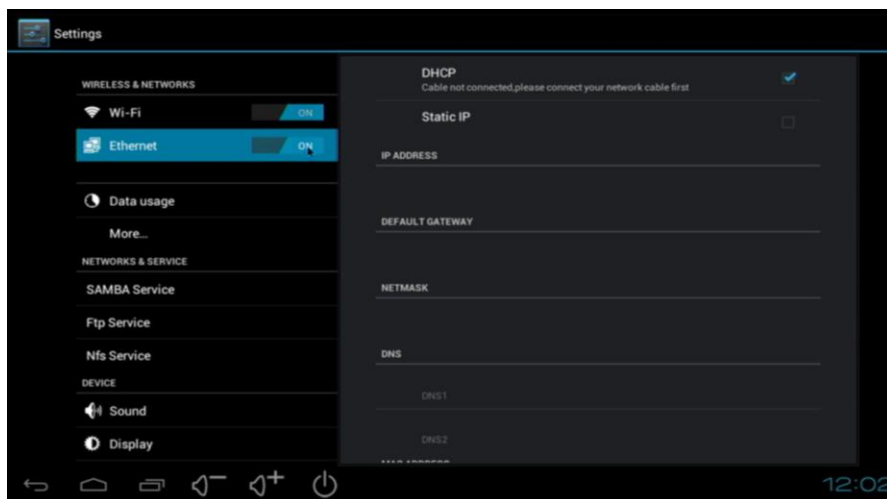 Settings
WIRELESS & NETWORKS
Wi-Fi
ON
Ethernet
ON
Data usage
More...
NETWORKS & SERVICE
SAMBA Service
Ftp Service
Nfs Service
DEVICE
Sound
Display
DHCP
Cable not connected,please connect your network cable first
Static IP
IP ADDRESS
DEFAULT GATEWAY
NETMASK
DNS
DNS1
DNS2
MAC ADDRESS
12:02